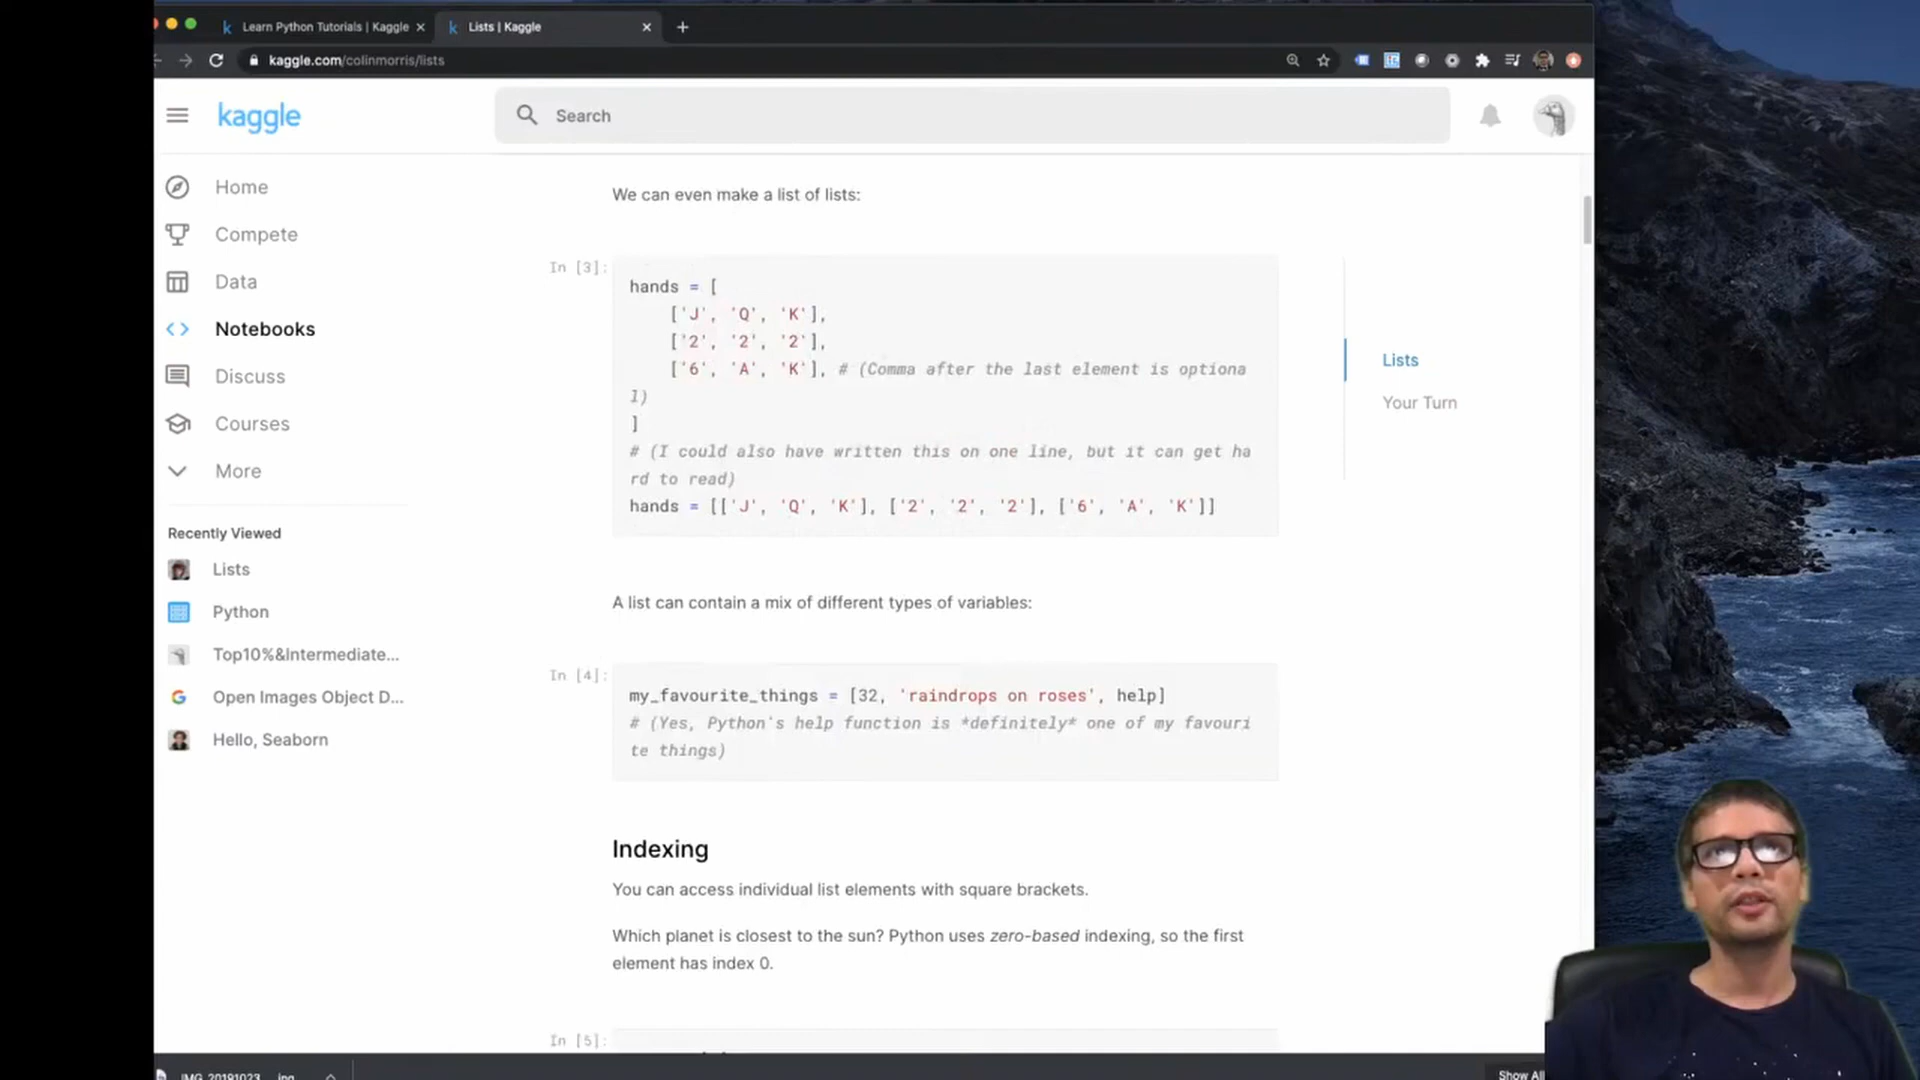 Learn Python Tutorials | Kaggle
Lists | Kaggle
kaggle.com/colinmorris/lists
kaggle
Search
Home
Compete
Data
Notebooks
Discuss
Courses
More
Recently Viewed
Lists
Python
Top10%&Intermediate...
Open Images Object D...
Hello, Seaborn
We can even make a list of lists:
In [3]:
hands = [
['J', 'Q', 'K'],
['2', '2', '2'],
['6', 'A', 'K'], # (Comma after the last element is optiona
l)
]
# (I could also have written this on one line, but it can get ha
rd to read)
hands = [['J', 'Q', 'K'], ['2', '2', '2'], ['6', 'A', 'K']]
A list can contain a mix of different types of variables:
In [4]:
my_favourite_things = [32, 'raindrops on roses', help]
# (Yes, Python's help function is *definitely* one of my favouri
te things)
Indexing
You can access individual list elements with square brackets.
Which planet is closest to the sun? Python uses zero-based indexing, so the first
element has index 0.
In [5]:
Lists
Your Turn
Show All